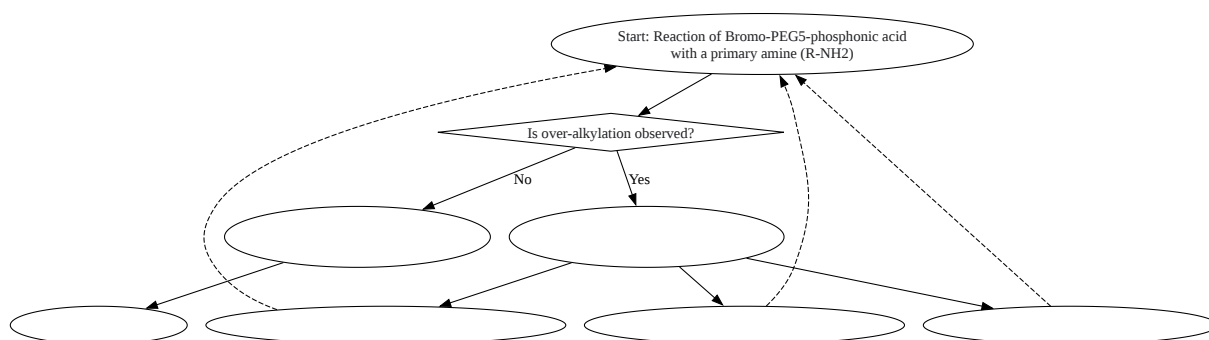 Start: Reaction of Bromo-PEG5-phosphonic acid
with a primary amine (R-NH2)
Is over-alkylation observed?
No
Yes